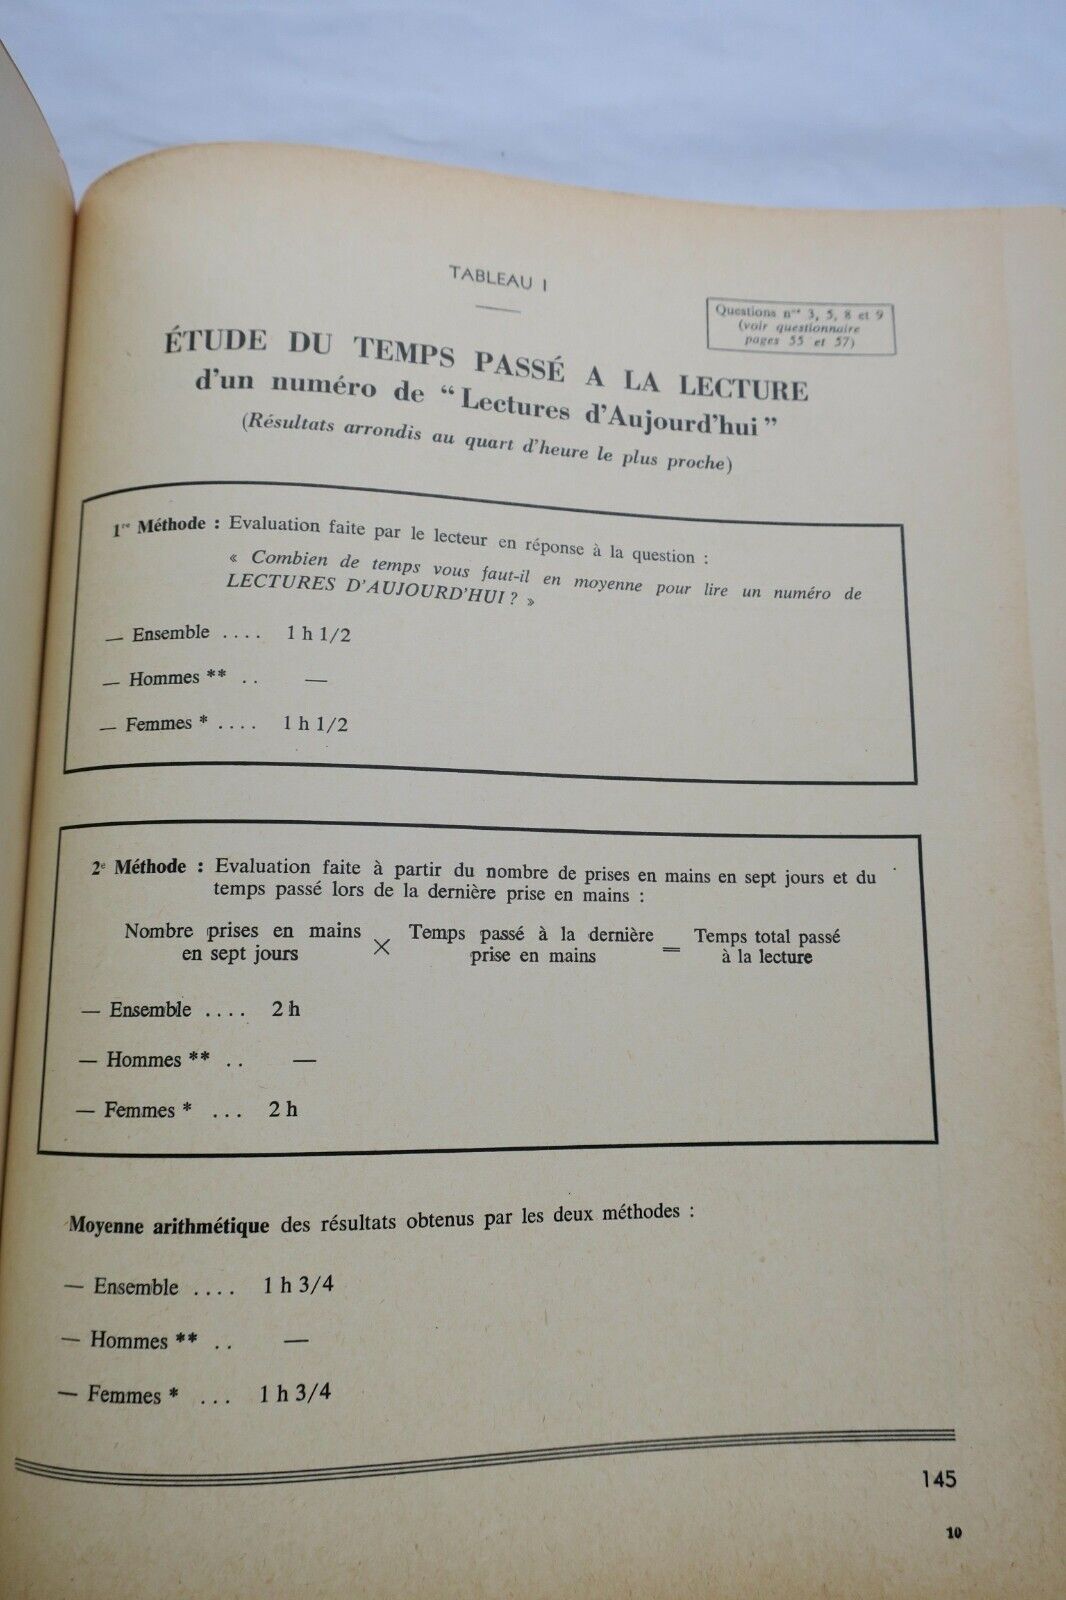 TABLEAU I
Questions nos 3, 5, 8 et 9
(voir questionnaire
pages 55 et 57)
ÉTUDE DU TEMPS PASSÉ A LA LECTURE
d'un numéro de "Lectures d'Aujourd'hui"
(Résultats arrondis au quart d'heure le plus proche)
1re Méthode : Evaluation faite par le lecteur en réponse à la question :
« Combien de temps vous faut-il en moyenne pour lire un numéro de
LECTURES D'AUJOURD'HUI ? »
— Ensemble .... 1 h 1/2
— Hommes ** .. —
— Femmes * .... 1 h 1/2
2e Méthode : Evaluation faite à partir du nombre de prises en mains en sept jours et du
temps passé lors de la dernière prise en mains :
Nombre prises en mains × Temps passé à la dernière = Temps total passé
en sept jours prise en mains à la lecture
— Ensemble .... 2 h
— Hommes ** .. —
— Femmes * ... 2 h
Moyenne arithmétique des résultats obtenus par les deux méthodes :
— Ensemble .... 1 h 3/4
— Hommes ** .. —
— Femmes * ... 1 h 3/4
145
10